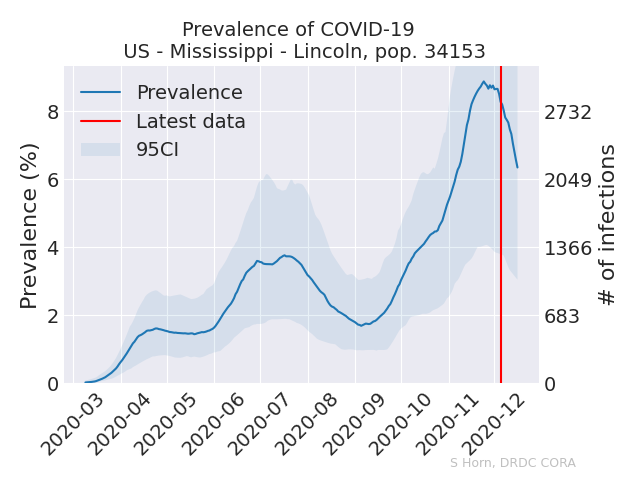 Prevalence of COVID-19
US - Mississippi - Lincoln, pop. 34153
Prevalence
Latest data
95CI
Prevalence (%)
8
6
4
2
0
2732
2049
1366
683
0
# of infections
2020-03
2020-04
2020-05
2020-06
2020-07
2020-08
2020-09
2020-10
2020-11
2020-12
S Horn, DRDC CORA